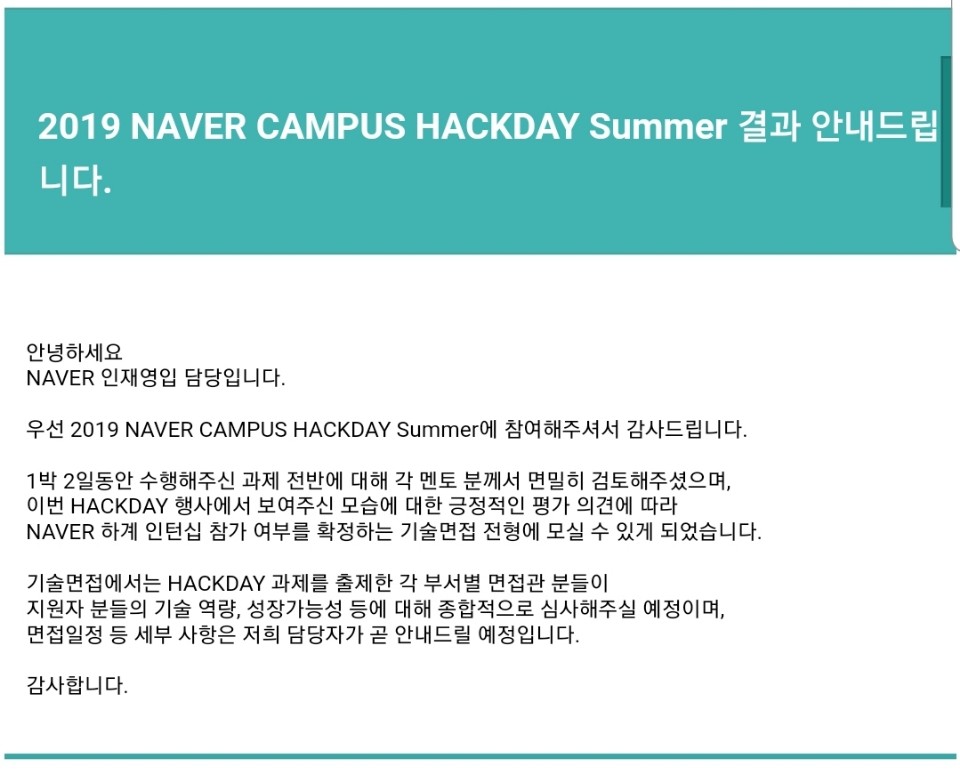 2019 NAVER CAMPUS HACKDAY Summer 결과 안내드립
니다.
안녕하세요
NAVER 인재영입 담당입니다.
우선 2019 NAVER CAMPUS HACKDAY Summer에 참여해주셔서 감사드립니다.
1박 2일동안 수행해주신 과제 전반에 대해 각 멘토 분께서 면밀히 검토해주셨으며,
이번 HACKDAY 행사에서 보여주신 모습에 대한 긍정적인 평가 의견에 따라
NAVER 하계 인턴십 참가 여부를 확정하는 기술면접 전형에 모실 수 있게 되었습니다.
기술면접에서는 HACKDAY 과제를 출제한 각 부서별 면접관 분들이
지원자 분들의 기술 역량, 성장가능성 등에 대해 종합적으로 심사해주실 예정이며,
면접일정 등 세부 사항은 저희 담당자가 곧 안내드릴 예정입니다.
감사합니다.